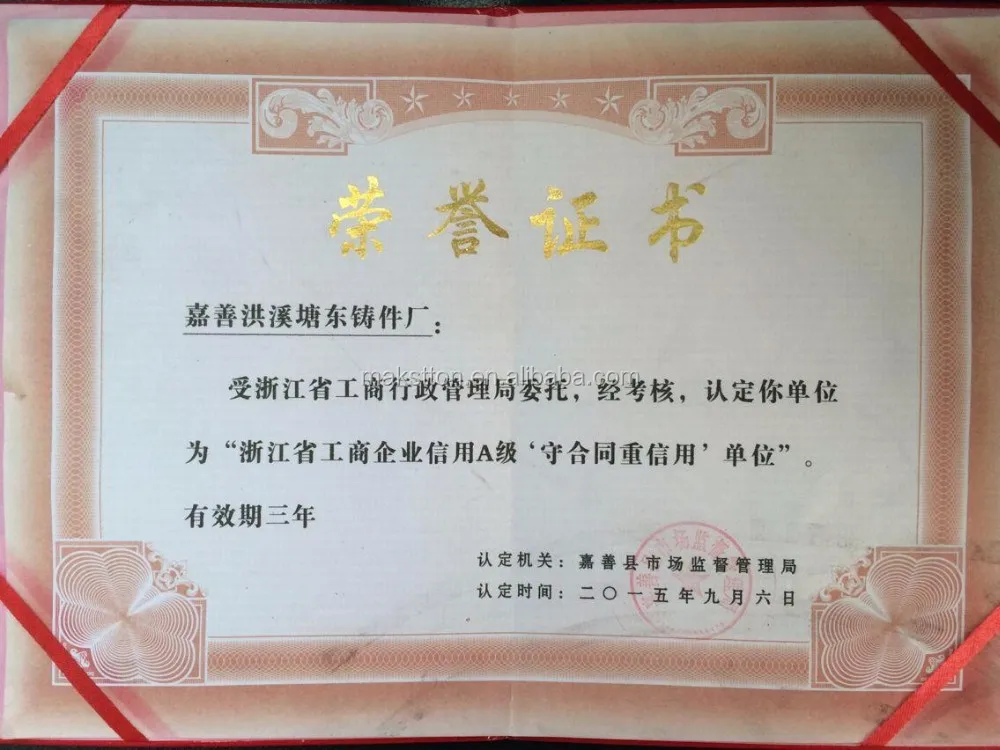 荣誉证书
嘉善洪溪塘东铸件厂：
makstton.en.alibaba.com
受浙江省工商行政管理局委托，经考核，认定你单位
为“浙江省工商企业信用A级‘守合同重信用’单位”。
有效期三年
认定机关：嘉善县市场监督管理局
认定时间：二〇一五年九月六日